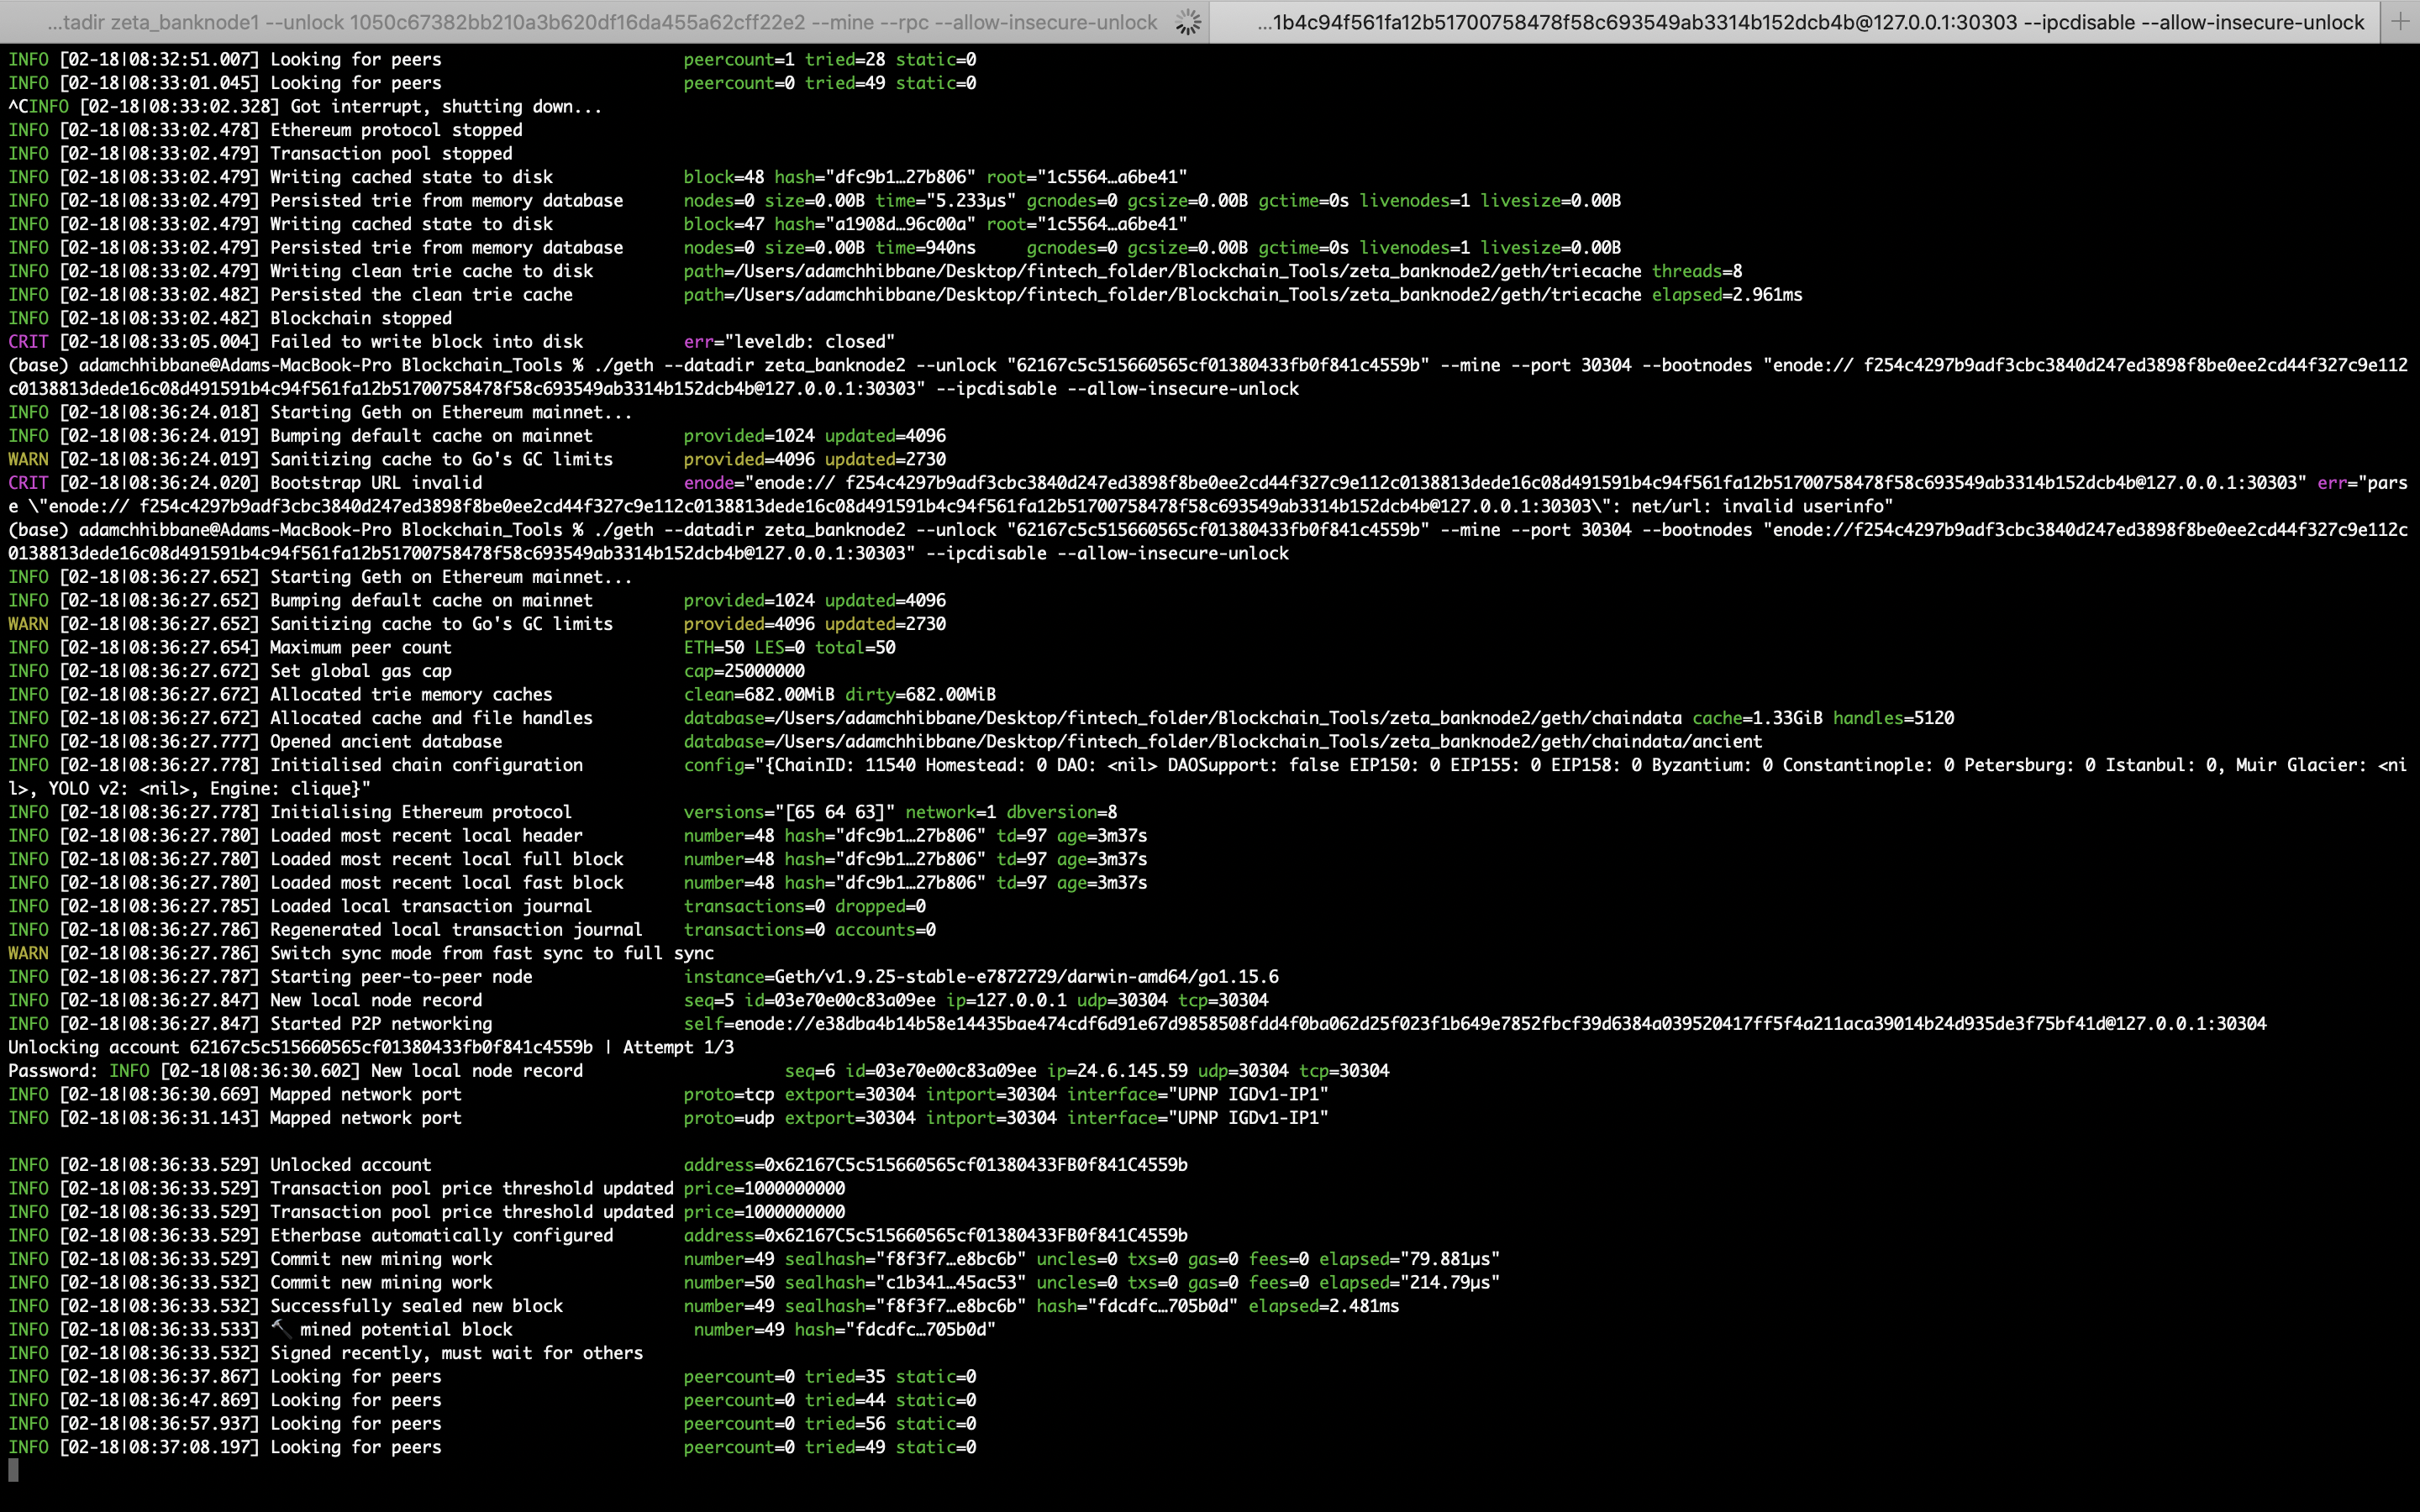 ...tadir zeta_banknode1 --unlock 1050c67382bb210a3b620df16da455a62cff22e2 --mine --rpc --allow-insecure-unlock
...1b4c94f561fa12b51700758478f58c693549ab3314b152dcb4b@127.0.0.1:30303 --ipcdisable --allow-insecure-unlock
INFO [02-18|08:32:51.007] Looking for peers peercount=1 tried=28 static=0
INFO [02-18|08:33:01.045] Looking for peers peercount=0 tried=49 static=0
^CINFO [02-18|08:33:02.328] Got interrupt, shutting down...
INFO [02-18|08:33:02.478] Ethereum protocol stopped
INFO [02-18|08:33:02.479] Transaction pool stopped
INFO [02-18|08:33:02.479] Writing cached state to disk block=48 hash="dfc9b1…27b806" root="1c5564…a6be41"
INFO [02-18|08:33:02.479] Persisted trie from memory database nodes=0 size=0.00B time="5.233µs" gcnodes=0 gcsize=0.00B gctime=0s livenodes=1 livesize=0.00B
INFO [02-18|08:33:02.479] Writing cached state to disk block=47 hash="a1908d…96c00a" root="1c5564…a6be41"
INFO [02-18|08:33:02.479] Persisted trie from memory database nodes=0 size=0.00B time=940ns gcnodes=0 gcsize=0.00B gctime=0s livenodes=1 livesize=0.00B
INFO [02-18|08:33:02.479] Writing clean trie cache to disk path=/Users/adamchhibbane/Desktop/fintech_folder/Blockchain_Tools/zeta_banknode2/geth/triecache threads=8
INFO [02-18|08:33:02.482] Persisted the clean trie cache path=/Users/adamchhibbane/Desktop/fintech_folder/Blockchain_Tools/zeta_banknode2/geth/triecache elapsed=2.961ms
INFO [02-18|08:33:02.482] Blockchain stopped
CRIT [02-18|08:33:05.004] Failed to write block into disk err="leveldb: closed"
(base) adamchhibbane@Adams-MacBook-Pro Blockchain_Tools % ./geth --datadir zeta_banknode2 --unlock "62167c5c515660565cf01380433fb0f841c4559b" --mine --port 30304 --bootnodes "enode:// f254c4297b9adf3cbc3840d247ed3898f8be0ee2cd44f327c9e112
c0138813dede16c08d491591b4c94f561fa12b51700758478f58c693549ab3314b152dcb4b@127.0.0.1:30303" --ipcdisable --allow-insecure-unlock
INFO [02-18|08:36:24.018] Starting Geth on Ethereum mainnet...
INFO [02-18|08:36:24.019] Bumping default cache on mainnet provided=1024 updated=4096
WARN [02-18|08:36:24.019] Sanitizing cache to Go's GC limits provided=4096 updated=2730
CRIT [02-18|08:36:24.020] Bootstrap URL invalid enode="enode:// f254c4297b9adf3cbc3840d247ed3898f8be0ee2cd44f327c9e112c0138813dede16c08d491591b4c94f561fa12b51700758478f58c693549ab3314b152dcb4b@127.0.0.1:30303" err="pars
e \"enode:// f254c4297b9adf3cbc3840d247ed3898f8be0ee2cd44f327c9e112c0138813dede16c08d491591b4c94f561fa12b51700758478f58c693549ab3314b152dcb4b@127.0.0.1:30303\": net/url: invalid userinfo"
(base) adamchhibbane@Adams-MacBook-Pro Blockchain_Tools % ./geth --datadir zeta_banknode2 --unlock "62167c5c515660565cf01380433fb0f841c4559b" --mine --port 30304 --bootnodes "enode://f254c4297b9adf3cbc3840d247ed3898f8be0ee2cd44f327c9e112c
0138813dede16c08d491591b4c94f561fa12b51700758478f58c693549ab3314b152dcb4b@127.0.0.1:30303" --ipcdisable --allow-insecure-unlock
INFO [02-18|08:36:27.652] Starting Geth on Ethereum mainnet...
INFO [02-18|08:36:27.652] Bumping default cache on mainnet provided=1024 updated=4096
WARN [02-18|08:36:27.652] Sanitizing cache to Go's GC limits provided=4096 updated=2730
INFO [02-18|08:36:27.654] Maximum peer count ETH=50 LES=0 total=50
INFO [02-18|08:36:27.672] Set global gas cap cap=25000000
INFO [02-18|08:36:27.672] Allocated trie memory caches clean=682.00MiB dirty=682.00MiB
INFO [02-18|08:36:27.672] Allocated cache and file handles database=/Users/adamchhibbane/Desktop/fintech_folder/Blockchain_Tools/zeta_banknode2/geth/chaindata cache=1.33GiB handles=5120
INFO [02-18|08:36:27.777] Opened ancient database database=/Users/adamchhibbane/Desktop/fintech_folder/Blockchain_Tools/zeta_banknode2/geth/chaindata/ancient
INFO [02-18|08:36:27.778] Initialised chain configuration config="{ChainID: 11540 Homestead: 0 DAO: <nil> DAOSupport: false EIP150: 0 EIP155: 0 EIP158: 0 Byzantium: 0 Constantinople: 0 Petersburg: 0 Istanbul: 0, Muir Glacier: <ni
l>, YOLO v2: <nil>, Engine: clique}"
INFO [02-18|08:36:27.778] Initialising Ethereum protocol versions="[65 64 63]" network=1 dbversion=8
INFO [02-18|08:36:27.780] Loaded most recent local header number=48 hash="dfc9b1…27b806" td=97 age=3m37s
INFO [02-18|08:36:27.780] Loaded most recent local full block number=48 hash="dfc9b1…27b806" td=97 age=3m37s
INFO [02-18|08:36:27.780] Loaded most recent local fast block number=48 hash="dfc9b1…27b806" td=97 age=3m37s
INFO [02-18|08:36:27.785] Loaded local transaction journal transactions=0 dropped=0
INFO [02-18|08:36:27.786] Regenerated local transaction journal transactions=0 accounts=0
WARN [02-18|08:36:27.786] Switch sync mode from fast sync to full sync
INFO [02-18|08:36:27.787] Starting peer-to-peer node instance=Geth/v1.9.25-stable-e7872729/darwin-amd64/go1.15.6
INFO [02-18|08:36:27.847] New local node record seq=5 id=03e70e00c83a09ee ip=127.0.0.1 udp=30304 tcp=30304
INFO [02-18|08:36:27.847] Started P2P networking self=enode://e38dba4b14b58e14435bae474cdf6d91e67d9858508fdd4f0ba062d25f023f1b649e7852fbcf39d6384a039520417ff5f4a211aca39014b24d935de3f75bf41d@127.0.0.1:30304
Unlocking account 62167c5c515660565cf01380433fb0f841c4559b | Attempt 1/3
Password: INFO [02-18|08:36:30.602] New local node record seq=6 id=03e70e00c83a09ee ip=24.6.145.59 udp=30304 tcp=30304
INFO [02-18|08:36:30.669] Mapped network port proto=tcp extport=30304 intport=30304 interface="UPNP IGDv1-IP1"
INFO [02-18|08:36:31.143] Mapped network port proto=udp extport=30304 intport=30304 interface="UPNP IGDv1-IP1"
INFO [02-18|08:36:33.529] Unlocked account address=0x62167C5c515660565cf01380433FB0f841C4559b
INFO [02-18|08:36:33.529] Transaction pool price threshold updated price=1000000000
INFO [02-18|08:36:33.529] Transaction pool price threshold updated price=1000000000
INFO [02-18|08:36:33.529] Etherbase automatically configured address=0x62167C5c515660565cf01380433FB0f841C4559b
INFO [02-18|08:36:33.529] Commit new mining work number=49 sealhash="f8f3f7…e8bc6b" uncles=0 txs=0 gas=0 fees=0 elapsed="79.881µs"
INFO [02-18|08:36:33.532] Commit new mining work number=50 sealhash="c1b341…45ac53" uncles=0 txs=0 gas=0 fees=0 elapsed="214.79µs"
INFO [02-18|08:36:33.532] Successfully sealed new block number=49 sealhash="f8f3f7…e8bc6b" hash="fdcdfc…705b0d" elapsed=2.481ms
INFO [02-18|08:36:33.533] 🔨 mined potential block number=49 hash="fdcdfc…705b0d"
INFO [02-18|08:36:33.532] Signed recently, must wait for others
INFO [02-18|08:36:37.867] Looking for peers peercount=0 tried=35 static=0
INFO [02-18|08:36:47.869] Looking for peers peercount=0 tried=44 static=0
INFO [02-18|08:36:57.937] Looking for peers peercount=0 tried=56 static=0
INFO [02-18|08:37:08.197] Looking for peers peercount=0 tried=49 static=0